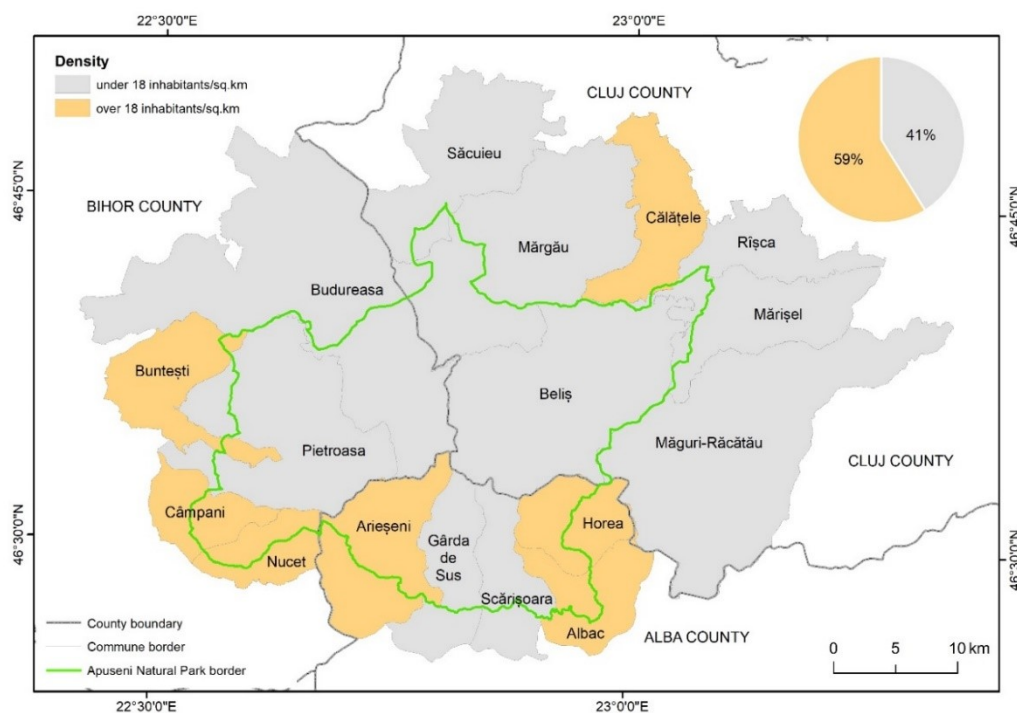 22°30'0"E
23°0'0"E
Density
under 18 inhabitants/sq.km
over 18 inhabitants/sq.km
CLUJ COUNTY
41%
59%
Săcuieu
46°45'0"N
46°45'0"N
BIHOR COUNTY
Călățele
Mărgău
Rîșca
Budureasa
Mărișel
Buntești
Beliș
Măguri-Răcătău
Pietroasa
CLUJ COUNTY
Câmpani
Arieșeni
Horea
46°30'0"N
46°30'0"N
Gârda
de
Sus
Nucet
Scărișoara
County boundary
Albac
ALBA COUNTY
Commune border
Apuseni Natural Park border
0 5 10 km
22°30'0"E
23°0'0"E